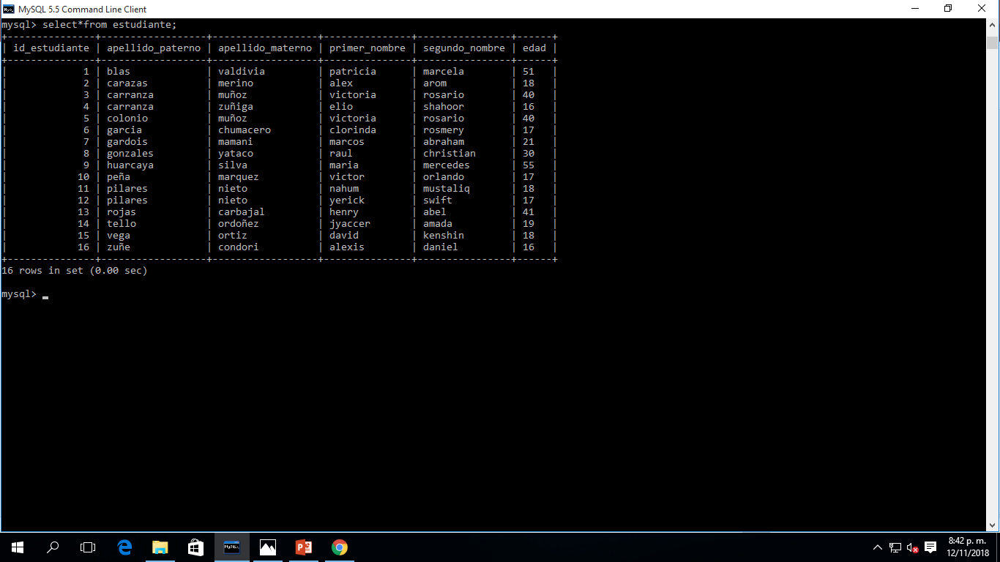 MySQL 5.5 Command Line Client
mysql> select*from estudiante;
+---------------+------------------+------------------+---------------+----------------+------+
| id_estudiante | apellido_paterno | apellido_materno | primer_nombre | segundo_nombre | edad |
+---------------+------------------+------------------+---------------+----------------+------+
|             1 | blas             | valdivia         | patricia      | marcela        | 51   |
|             2 | carazas          | merino           | alex          | arom           | 18   |
|             3 | carranza         | muñoz            | victoria      | rosario        | 40   |
|             4 | carranza         | zuñiga           | elio          | shahoor        | 16   |
|             5 | colonio          | muñoz            | victoria      | rosario        | 40   |
|             6 | garcia           | chumacero        | clorinda      | rosmery        | 17   |
|             7 | gardois          | mamani           | marcos        | abraham        | 21   |
|             8 | gonzales         | yataco           | raul          | christian      | 30   |
|             9 | huarcaya         | silva            | maria         | mercedes       | 55   |
|            10 | peña             | marquez          | victor        | orlando        | 17   |
|            11 | pilares          | nieto            | nahum         | mustaliq       | 18   |
|            12 | pilares          | nieto            | yerick        | swift          | 17   |
|            13 | rojas            | carbajal         | henry         | abel           | 41   |
|            14 | tello            | ordoñez          | jyaccer       | amada          | 19   |
|            15 | vega             | ortiz            | david         | kenshin        | 18   |
|            16 | zuñe             | condori          | alexis        | daniel         | 16   |
+---------------+------------------+------------------+---------------+----------------+------+
16 rows in set (0.00 sec)
mysql> _
8:42 p. m.
12/11/2018